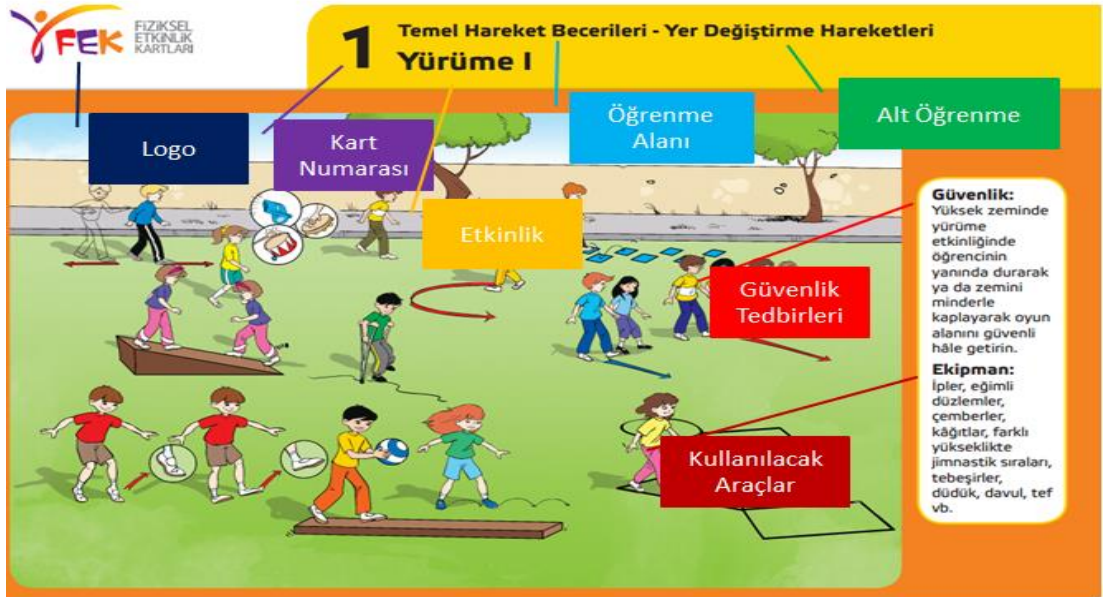 FEK
FİZİKSEL
ETKİNLİK
KARTLARI
1
Temel Hareket Becerileri - Yer Değiştirme Hareketleri
Yürüme I
Logo
Kart
Numarası
Öğrenme
Alanı
Alt Öğrenme
Etkinlik
Güvenlik
Tedbirleri
Kullanılacak
Araçlar
Güvenlik:
Yüksek zeminde
yürüme
etkinliğinde
öğrencinin
yanında durarak
ya da zemini
minderle
kaplayarak oyun
alanını güvenli
hâle getirin.
Ekipman:
İpler, eğimli
düzlemler,
çemberler,
kâğıtlar, farklı
yükseklikte
jimnastik sıraları,
tebeşirler,
düdük, davul, tef
vb.